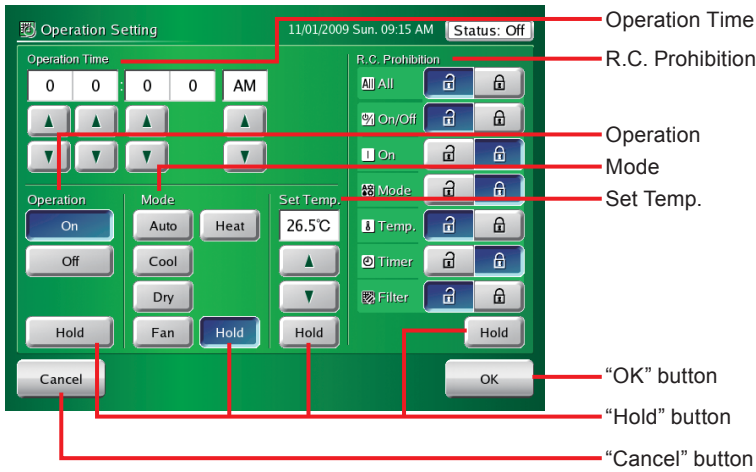 Operation Setting
11/01/2009 Sun. 09:15 AM
Status: Off
Operation Time
0 0 : 0 0 AM
R.C. Prohibition
All All
On/Off
On
Mode
Temp.
Timer
Filter
Hold
Operation
On
Off
Hold
Mode
Auto Heat
Cool
Dry
Fan Hold
Set Temp.
26.5°C
Hold
Cancel
OK
Operation Time
R.C. Prohibition
Operation
Mode
Set Temp.
“OK” button
“Hold” button
“Cancel” button